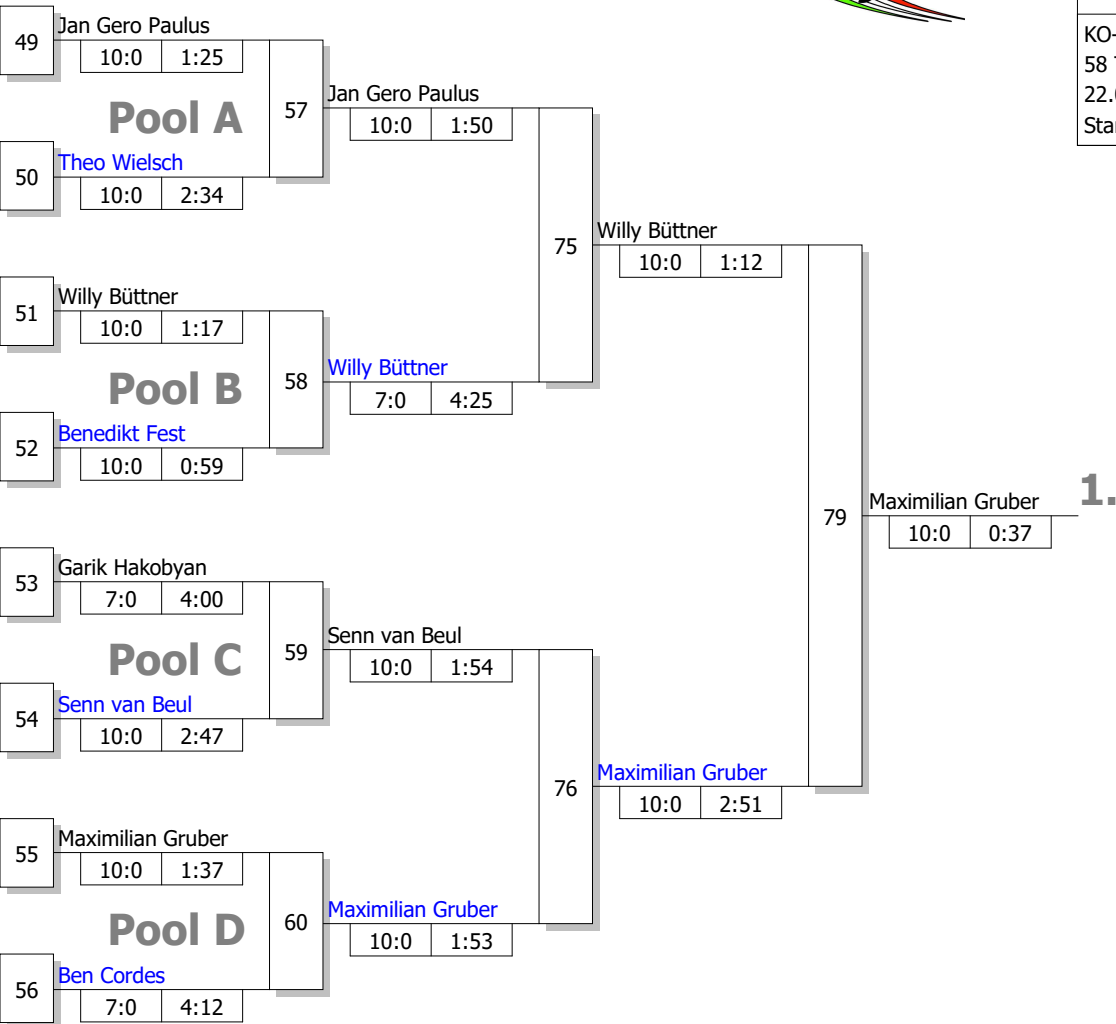 KO-
58
22.
Star
49
Jan Gero Paulus
10:0 1:25
Pool A
50
Theo Wielsch
10:0 2:34
57
Jan Gero Paulus
10:0 1:50
51
Willy Büttner
10:0 1:17
Pool B
52
Benedikt Fest
10:0 0:59
58
Willy Büttner
7:0 4:25
75
Willy Büttner
10:0 1:12
53
Garik Hakobyan
7:0 4:00
Pool C
54
Senn van Beul
10:0 2:47
59
Senn van Beul
10:0 1:54
55
Maximilian Gruber
10:0 1:37
Pool D
56
Ben Cordes
7:0 4:12
60
Maximilian Gruber
10:0 1:53
76
Maximilian Gruber
10:0 2:51
79
Maximilian Gruber
10:0 0:37
1.